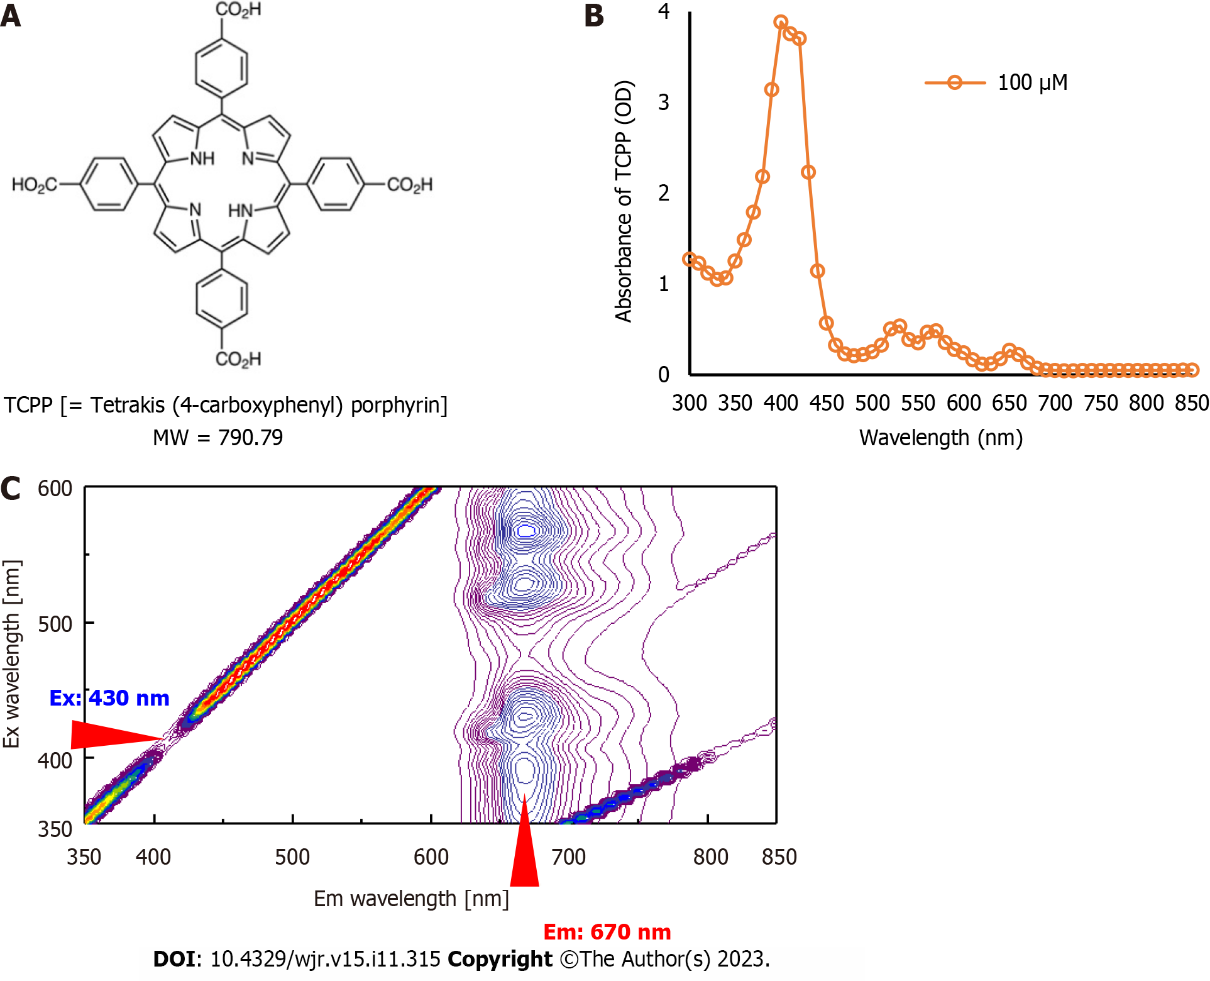 A
CO₂H
NH
N
HO₂C
CO₂H
N
HN
CO₂H
TCPP [= Tetrakis (4-carboxyphenyl) porphyrin]
MW = 790.79
B
4
3
2
1
0
Absorbance of TCPP (OD)
100 µM
300 350 400 450 500 550 600 650 700 750 800 850
Wavelength (nm)
C
600
500
400
350
Ex wavelength [nm]
Ex: 430 nm
350 400 500 600 700 800 850
Em wavelength [nm]
Em: 670 nm
DOI: 10.4329/wjr.v15.i11.315 Copyright ©The Author(s) 2023.